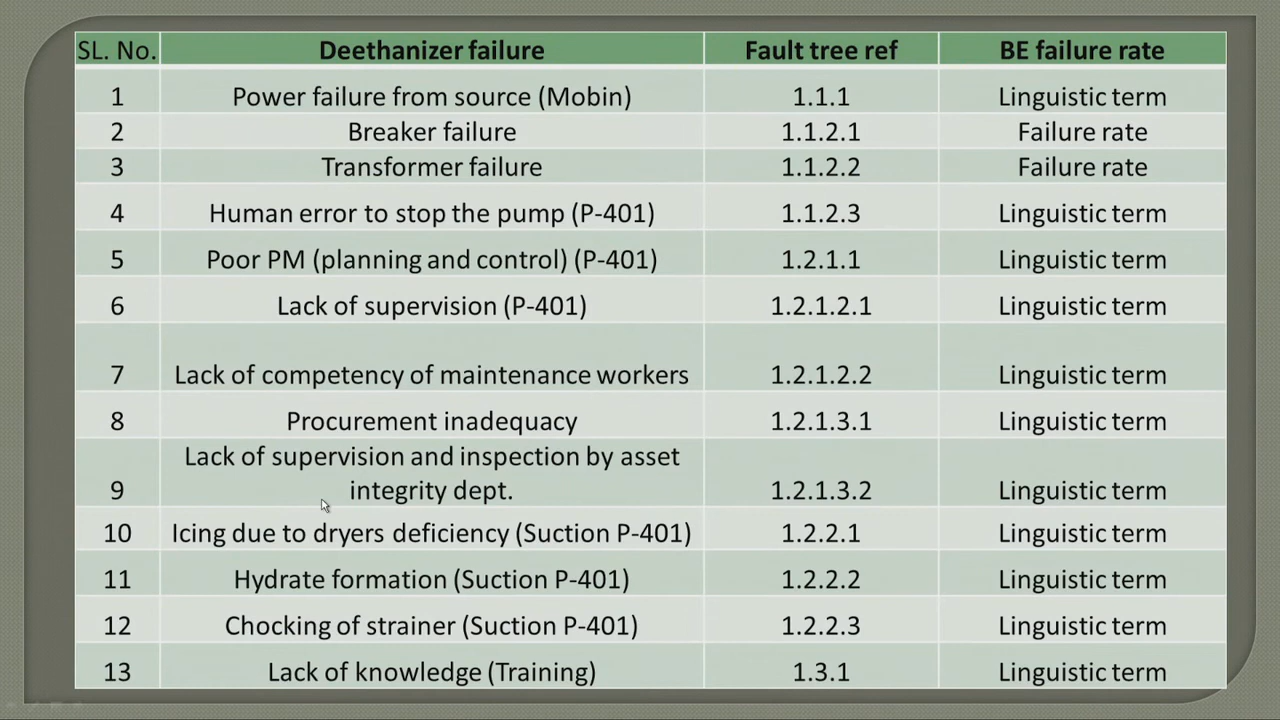 SL. No. Deethanizer failure Fault tree ref BE failure rate
1 Power failure from source (Mobin) 1.1.1 Linguistic term
2 Breaker failure 1.1.2.1 Failure rate
3 Transformer failure 1.1.2.2 Failure rate
4 Human error to stop the pump (P-401) 1.1.2.3 Linguistic term
5 Poor PM (planning and control) (P-401) 1.2.1.1 Linguistic term
6 Lack of supervision (P-401) 1.2.1.2.1 Linguistic term
7 Lack of competency of maintenance workers 1.2.1.2.2 Linguistic term
8 Procurement inadequacy 1.2.1.3.1 Linguistic term
Lack of supervision and inspection by asset
9 integrity dept. 1.2.1.3.2 Linguistic term
10 Icing due to dryers deficiency (Suction P-401) 1.2.2.1 Linguistic term
11 Hydrate formation (Suction P-401) 1.2.2.2 Linguistic term
12 Chocking of strainer (Suction P-401) 1.2.2.3 Linguistic term
13 Lack of knowledge (Training) 1.3.1 Linguistic term